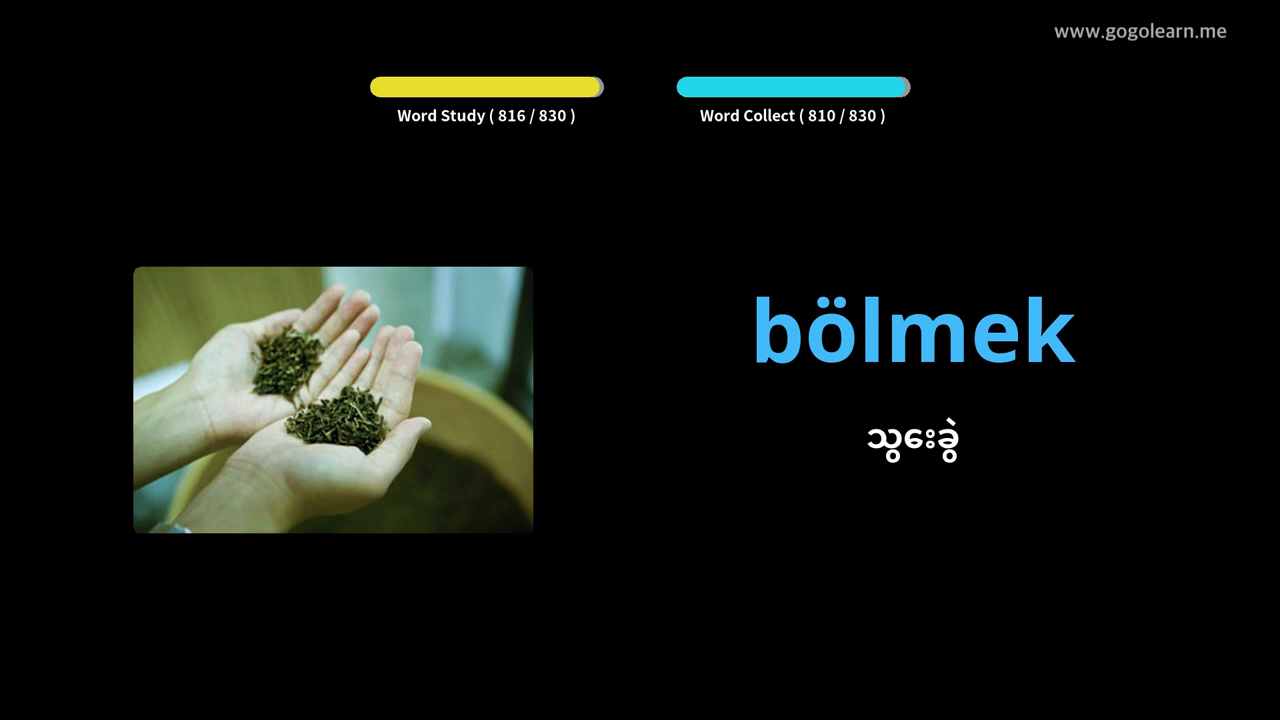 www.gogolearn.me
Word Study ( 816 / 830 )
Word Collect ( 810 / 830 )
bölmek
သွေးခွဲ